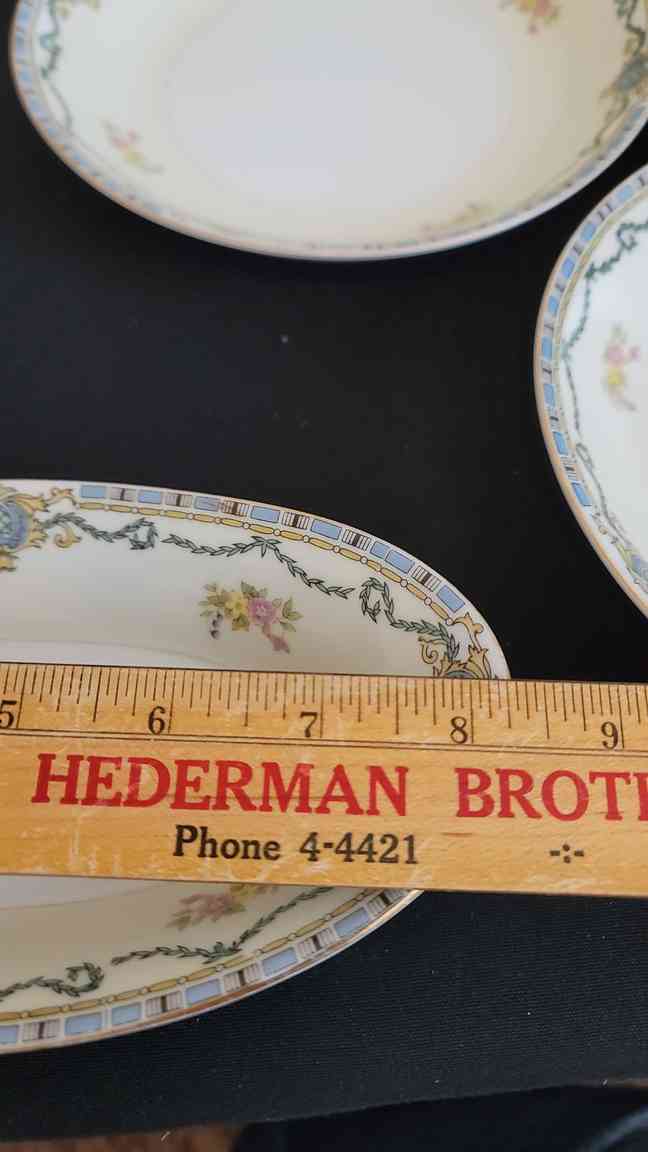 5 6 7 8 9
HEDERMAN BROT
Phone 4-4421 -:-